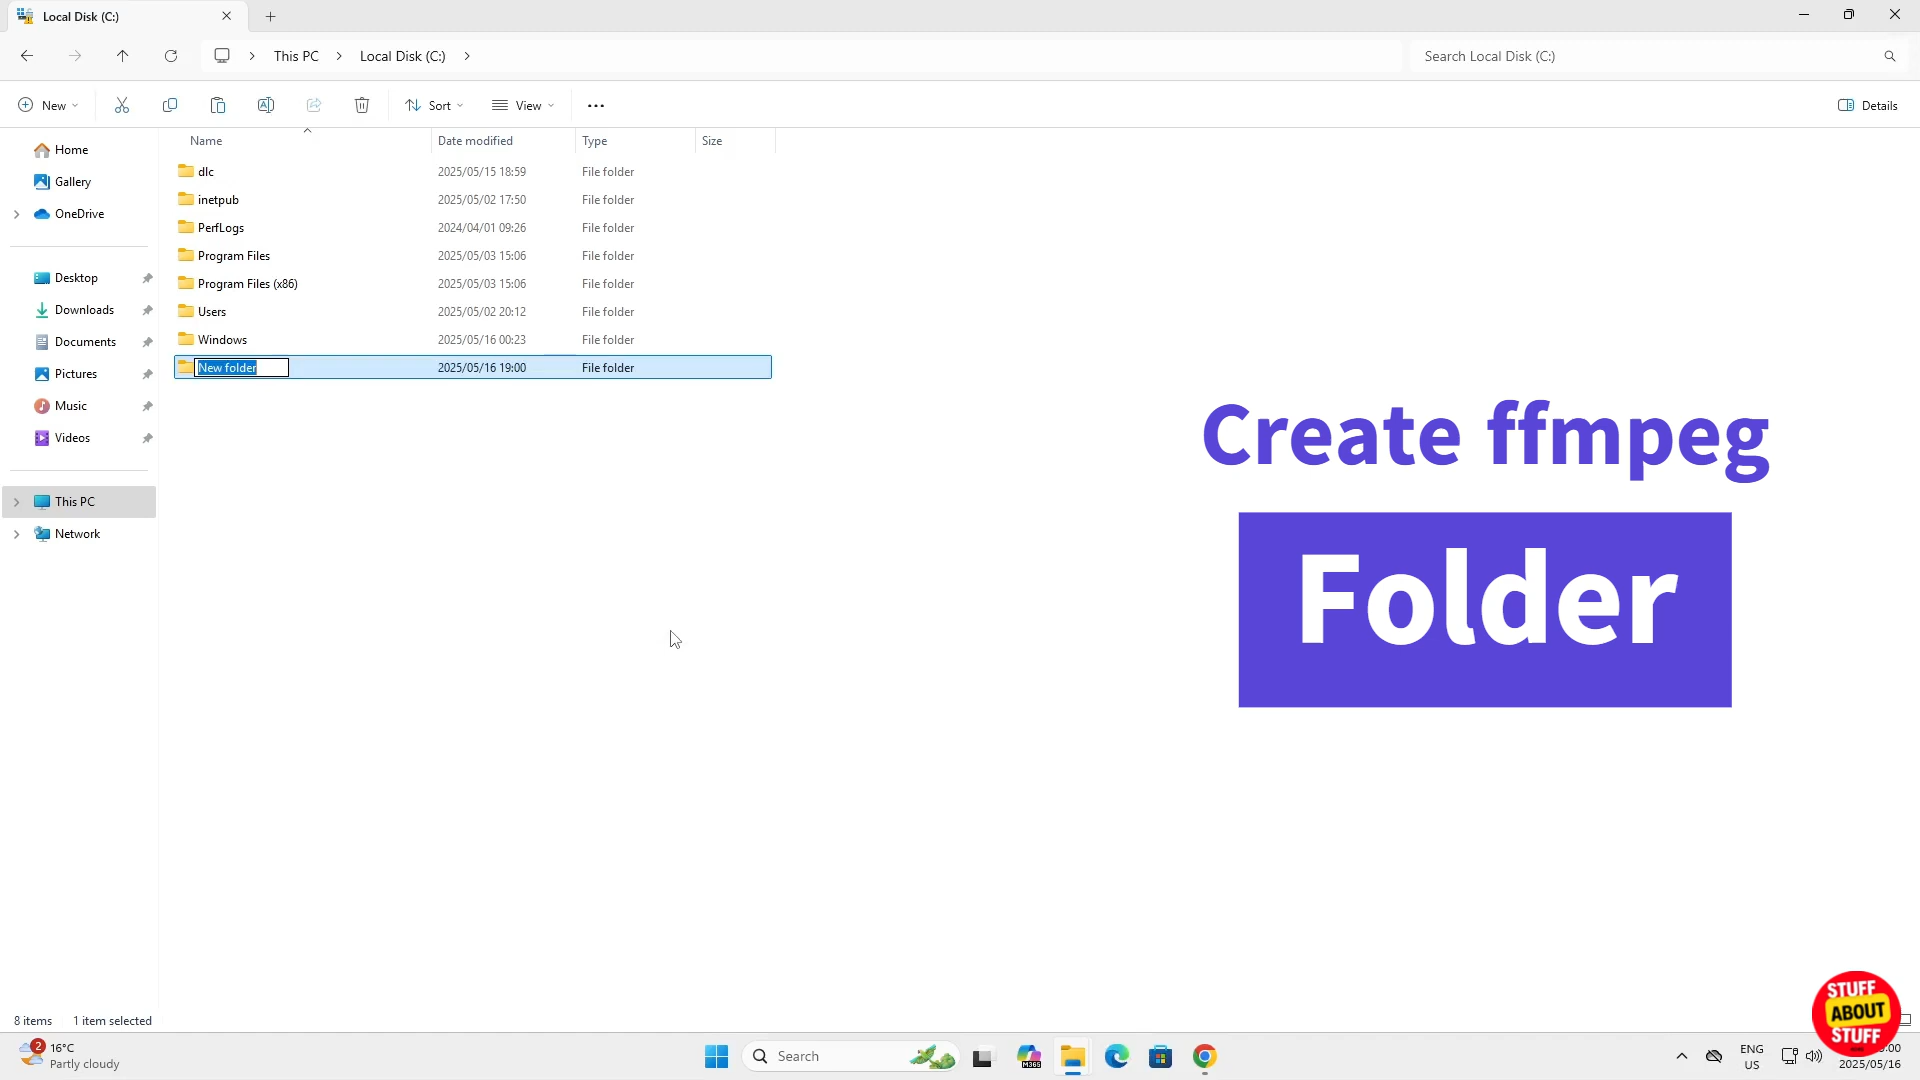 Local Disk (C:)
This PC
Local Disk (C:)
Search Local Disk (C:)
New
Sort
View
Details
Name
Date modified
Type
Size
Home
Gallery
OneDrive
Desktop
Downloads
Documents
Pictures
Music
Videos
This PC
Network
dlc 2025/05/15 18:59 File folder
inetpub 2025/05/02 17:50 File folder
PerfLogs 2024/04/01 09:26 File folder
Program Files 2025/05/03 15:06 File folder
Program Files (x86) 2025/05/03 15:06 File folder
Users 2025/05/02 20:12 File folder
Windows 2025/05/16 00:23 File folder
New folder 2025/05/16 19:00 File folder
Create ffmpeg
Folder
8 items
1 item selected
STUFF
ABOUT
STUFF
2
16°C
Partly cloudy
Search
M365
ENG
US
2025/05/16